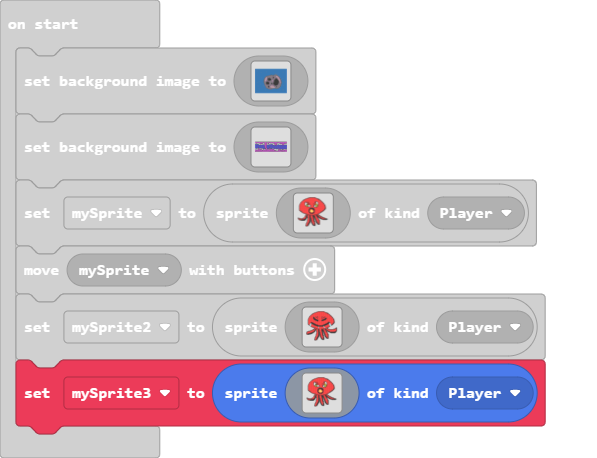 on start
set background image to
set background image to
set mySprite to sprite of kind Player
move mySprite with buttons
set mySprite2 to sprite of kind Player
set mySprite3 to sprite of kind Player